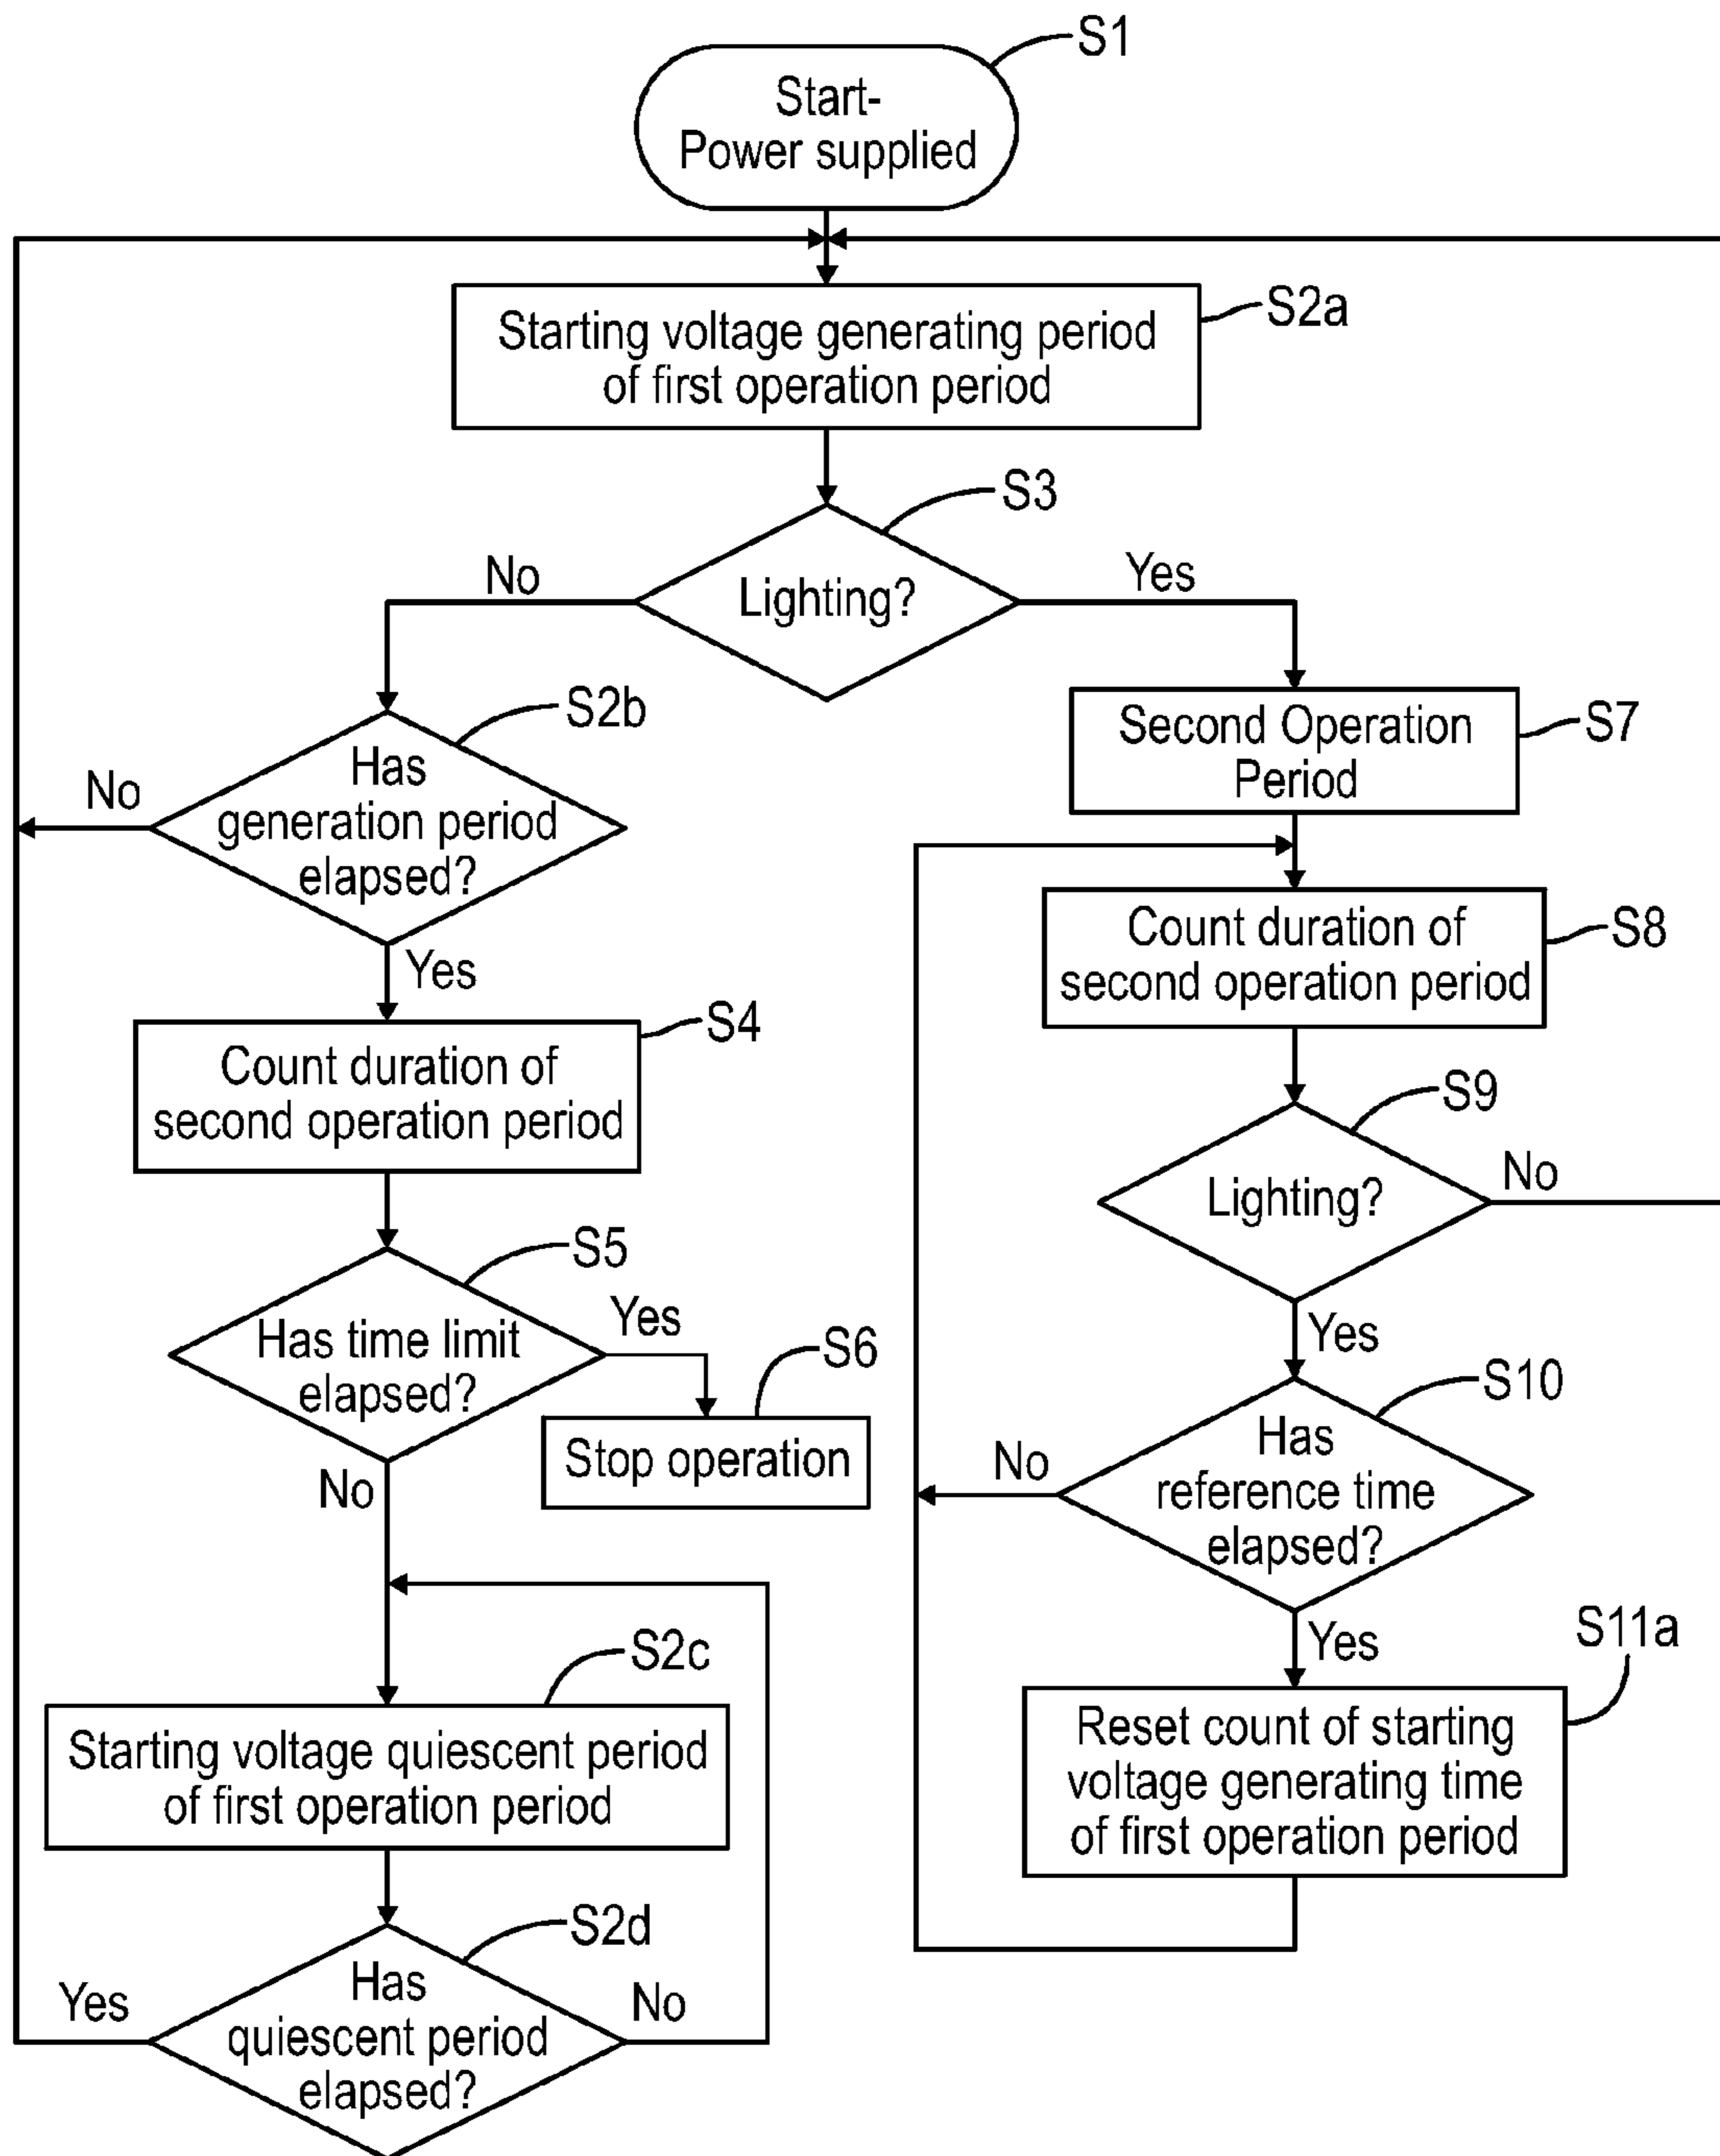 S1
Start-
Power supplied
S2a
Starting voltage generating period
of first operation period
S3
No
Lighting?
Yes
S2b
No
Has
generation period
elapsed?
Yes
S4
Count duration of
second operation period
S5
Has time limit
elapsed?
Yes
S6
Stop operation
No
S2c
Starting voltage quiescent period
of first operation period
S2d
Yes
Has
quiescent period
elapsed?
No
S7
Second Operation
Period
S8
Count duration of
second operation period
S9
Lighting?
No
Yes
S10
No
Has
reference time
elapsed?
Yes
S11a
Reset count of starting
voltage generating time
of first operation period